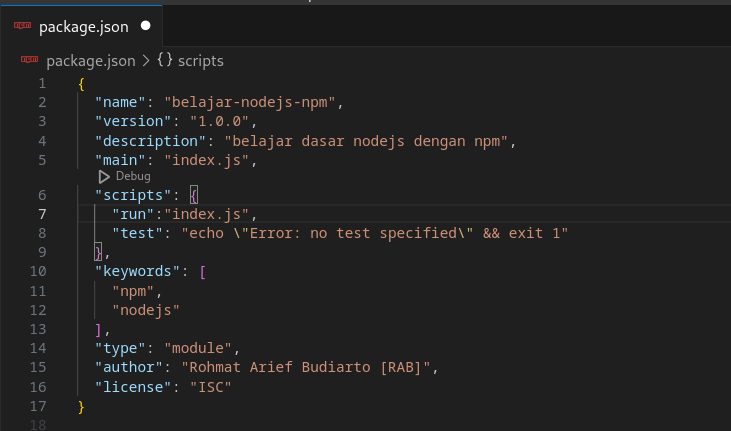 package.json
package.json > {} scripts
1 {
2 "name": "belajar-nodejs-npm",
3 "version": "1.0.0",
4 "description": "belajar dasar nodejs dengan npm",
5 "main": "index.js",
Debug
6 "scripts": {
7 "run":"index.js",
8 "test": "echo \"Error: no test specified\" && exit 1"
9 },
10 "keywords": [
11 "npm",
12 "nodejs"
13 ],
14 "type": "module",
15 "author": "Rohmat Arief Budiarto [RAB]",
16 "license": "ISC"
17 }
18